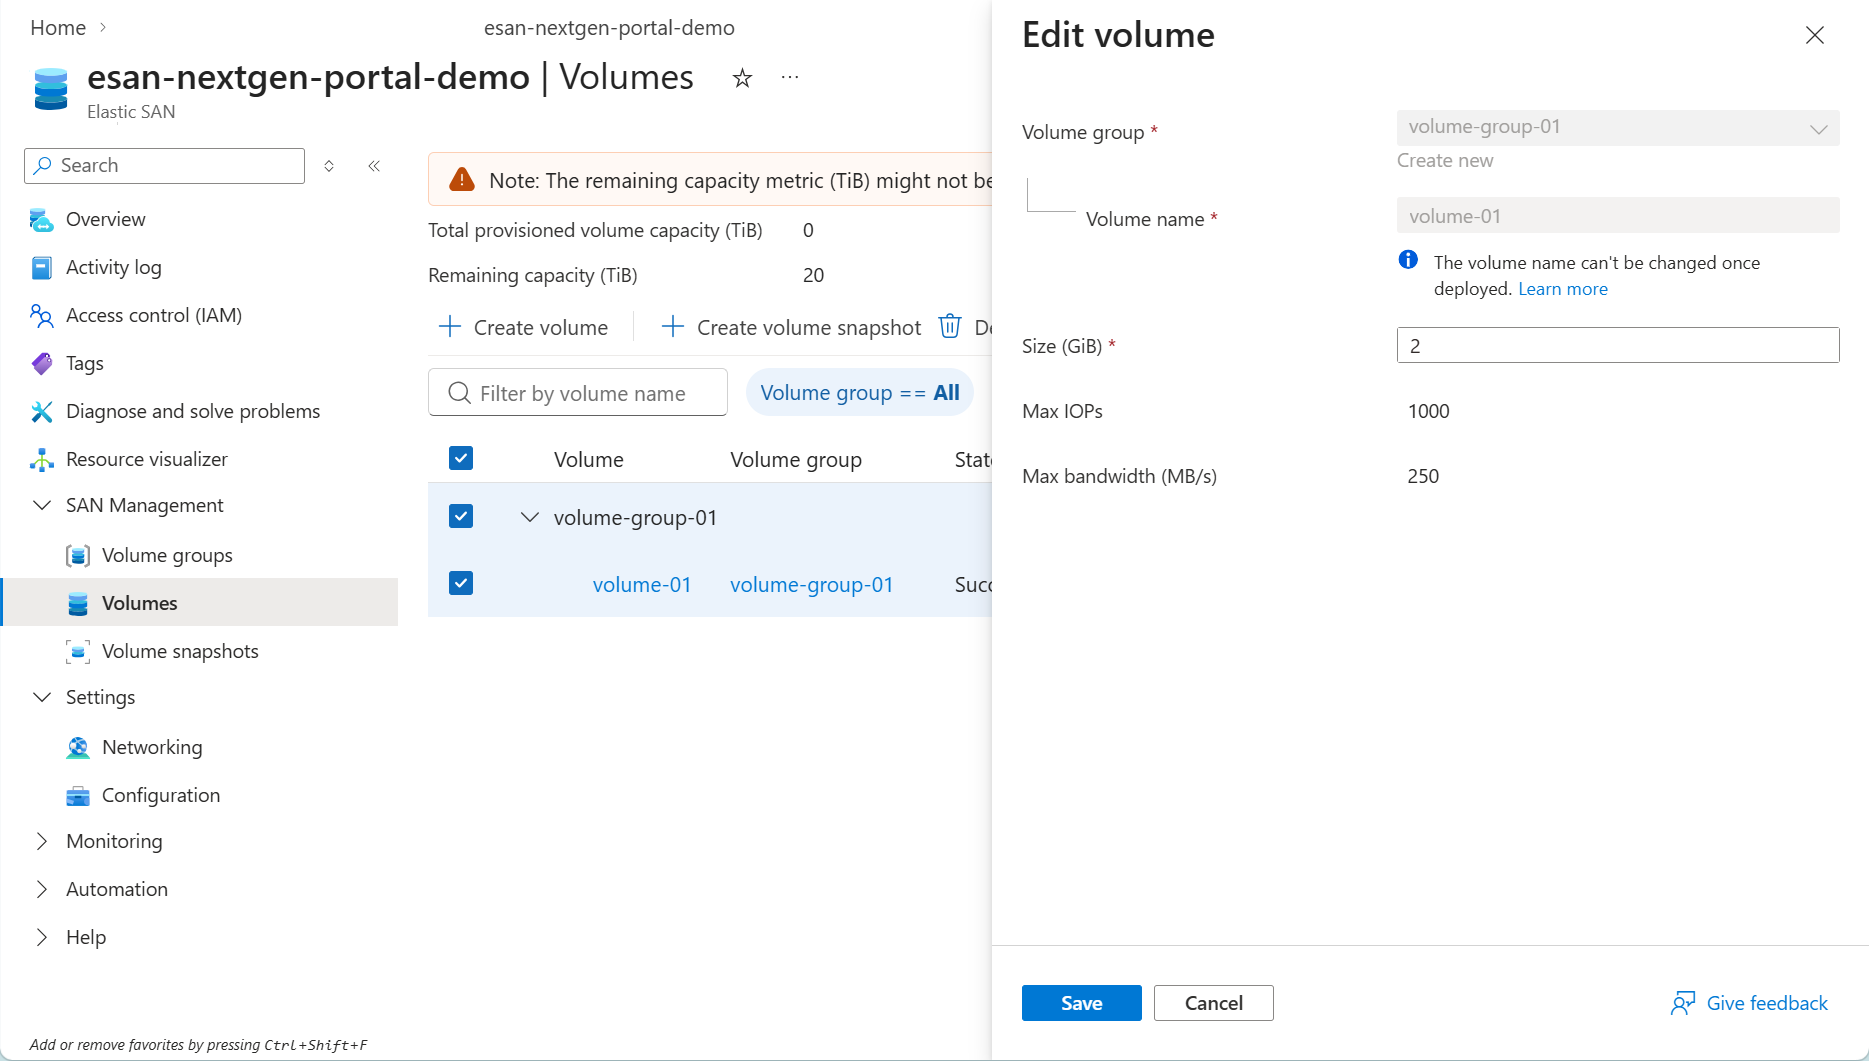 Home
esan-nextgen-portal-demo
esan-nextgen-portal-demo | Volumes
Elastic SAN
Search
Overview
Activity log
Access control (IAM)
Tags
Diagnose and solve problems
Resource visualizer
SAN Management
Volume groups
Volumes
Volume snapshots
Settings
Networking
Configuration
Monitoring
Automation
Help
Add or remove favorites by pressing Ctrl+Shift+F
Note: The remaining capacity metric (TiB) might not be
Total provisioned volume capacity (TiB) 0
Remaining capacity (TiB) 20
Create volume Create volume snapshot De
Filter by volume name Volume group == All
Volume Volume group State
volume-group-01
volume-01 volume-group-01 Succ
Edit volume
Volume group * volume-group-01
Create new
Volume name * volume-01
The volume name can't be changed once
deployed. Learn more
Size (GiB) * 2
Max IOPs 1000
Max bandwidth (MB/s) 250
Save Cancel Give feedback